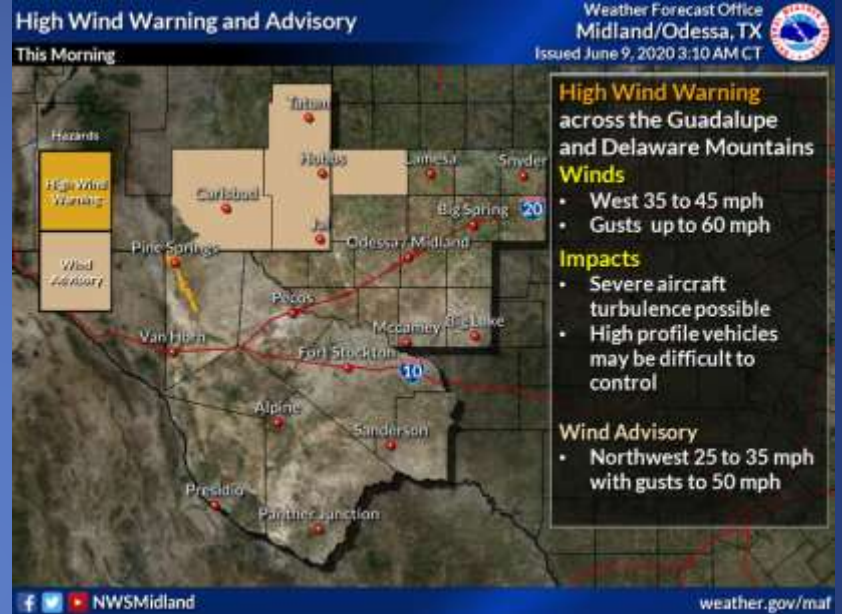 High Wind Warning and Advisory
This Morning
Weather Forecast Office
Midland/Odessa, TX
Issued June 9, 2020 3:10 AM CT
Hazards
High Wind
Warning
Wind
Advisory
Tatum
Hobbs
Lamesa
Snyder
Carlsbad
Big Spring
20
Jal
Pine Springs
Odessa / Midland
Pecos
Van Horn
Mccamey
Big Lake
Fort Stockton
10
Alpine
Sanderson
Presidio
Panther Junction
High Wind Warning
across the Guadalupe
and Delaware Mountains
Winds
• West 35 to 45 mph
• Gusts up to 60 mph
Impacts
• Severe aircraft
turbulence possible
• High profile vehicles
may be difficult to
control
Wind Advisory
• Northwest 25 to 35 mph
with gusts to 50 mph
NWSMidland
weather.gov/maf